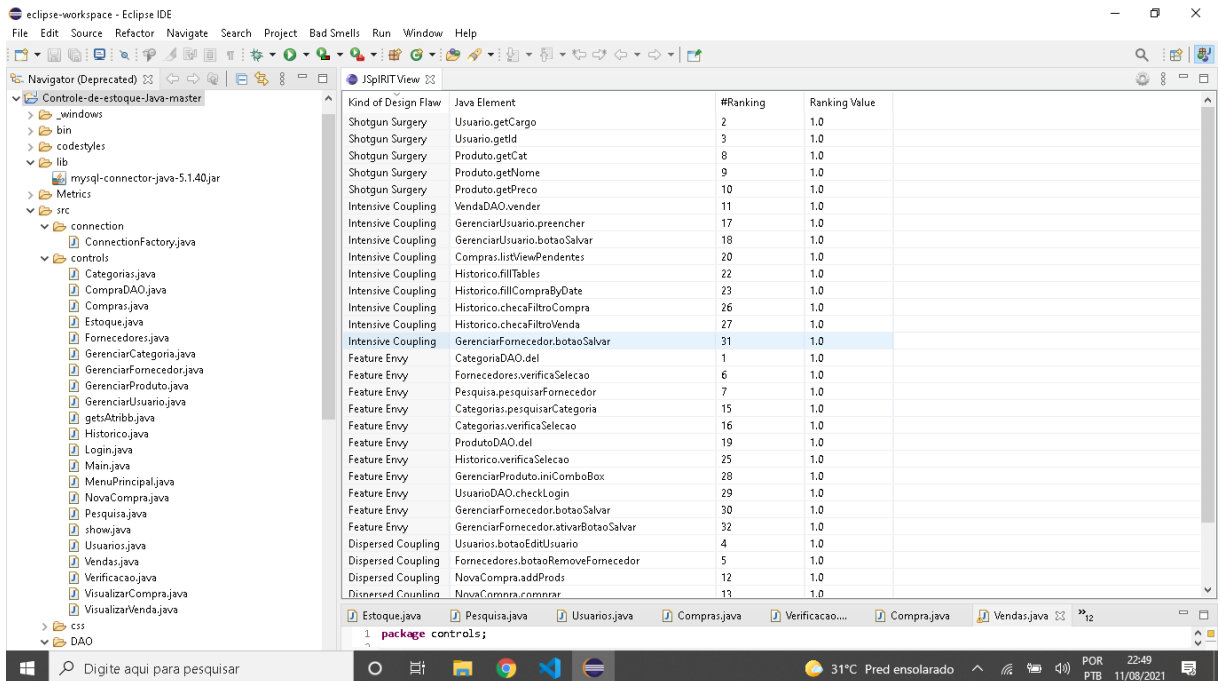 eclipse-workspace - Eclipse IDE
File Edit Source Refactor Navigate Search Project Bad Smells Run Window Help
Navigator (Deprecated)
Controle-de-estoque-Java-master
_windows
bin
codestyles
lib
mysql-connector-java-5.1.40.jar
Metrics
src
connection
ConnectionFactory.java
controls
Categorias.java
CompraDAO.java
Compras.java
Estoque.java
Fornecedores.java
GerenciarCategoria.java
GerenciarFornecedor.java
GerenciarProduto.java
GerenciarUsuario.java
getsAtribb.java
Historico.java
Login.java
Main.java
MenuPrincipal.java
NovaCompra.java
Pesquisa.java
show.java
Usuarios.java
Vendas.java
Verificacao.java
VisualizarCompra.java
VisualizarVenda.java
css
DAO
JSpIRIT View
Kind of Design Flaw Java Element #Ranking Ranking Value
Shotgun Surgery Usuario.getCargo 2 1.0
Shotgun Surgery Usuario.getId 3 1.0
Shotgun Surgery Produto.getCat 8 1.0
Shotgun Surgery Produto.getNome 9 1.0
Shotgun Surgery Produto.getPreco 10 1.0
Intensive Coupling VendaDAO.vender 11 1.0
Intensive Coupling GerenciarUsuario.preencher 17 1.0
Intensive Coupling GerenciarUsuario.botaoSalvar 18 1.0
Intensive Coupling Compras.listViewPendentes 20 1.0
Intensive Coupling Historico.fillTables 22 1.0
Intensive Coupling Historico.fillCompraByDate 23 1.0
Intensive Coupling Historico.checaFiltroCompra 26 1.0
Intensive Coupling Historico.checaFiltroVenda 27 1.0
Intensive Coupling GerenciarFornecedor.botaoSalvar 31 1.0
Feature Envy CategoriaDAO.del 1 1.0
Feature Envy Fornecedores.verificaSelecao 6 1.0
Feature Envy Pesquisa.pesquisarFornecedor 7 1.0
Feature Envy Categorias.pesquisarCategoria 15 1.0
Feature Envy Categorias.verificaSelecao 16 1.0
Feature Envy ProdutoDAO.del 19 1.0
Feature Envy Historico.verificaSelecao 25 1.0
Feature Envy GerenciarProduto.iniComboBox 28 1.0
Feature Envy UsuarioDAO.checkLogin 29 1.0
Feature Envy GerenciarFornecedor.botaoSalvar 30 1.0
Feature Envy GerenciarFornecedor.ativarBotaoSalvar 32 1.0
Dispersed Coupling Usuarios.botaoEditUsuario 4 1.0
Dispersed Coupling Fornecedores.botaoRemoveFornecedor 5 1.0
Dispersed Coupling NovaCompra.addProds 12 1.0
Dispersed Coupling NovaCompra.comprar 13 1.0
Estoque.java Pesquisa.java Usuarios.java Compras.java Verificacao.... Compra.java Vendas.java »12
1 package controls;
Digite aqui para pesquisar
31°C Pred ensolarado
POR
PTB
22:49
11/08/2021